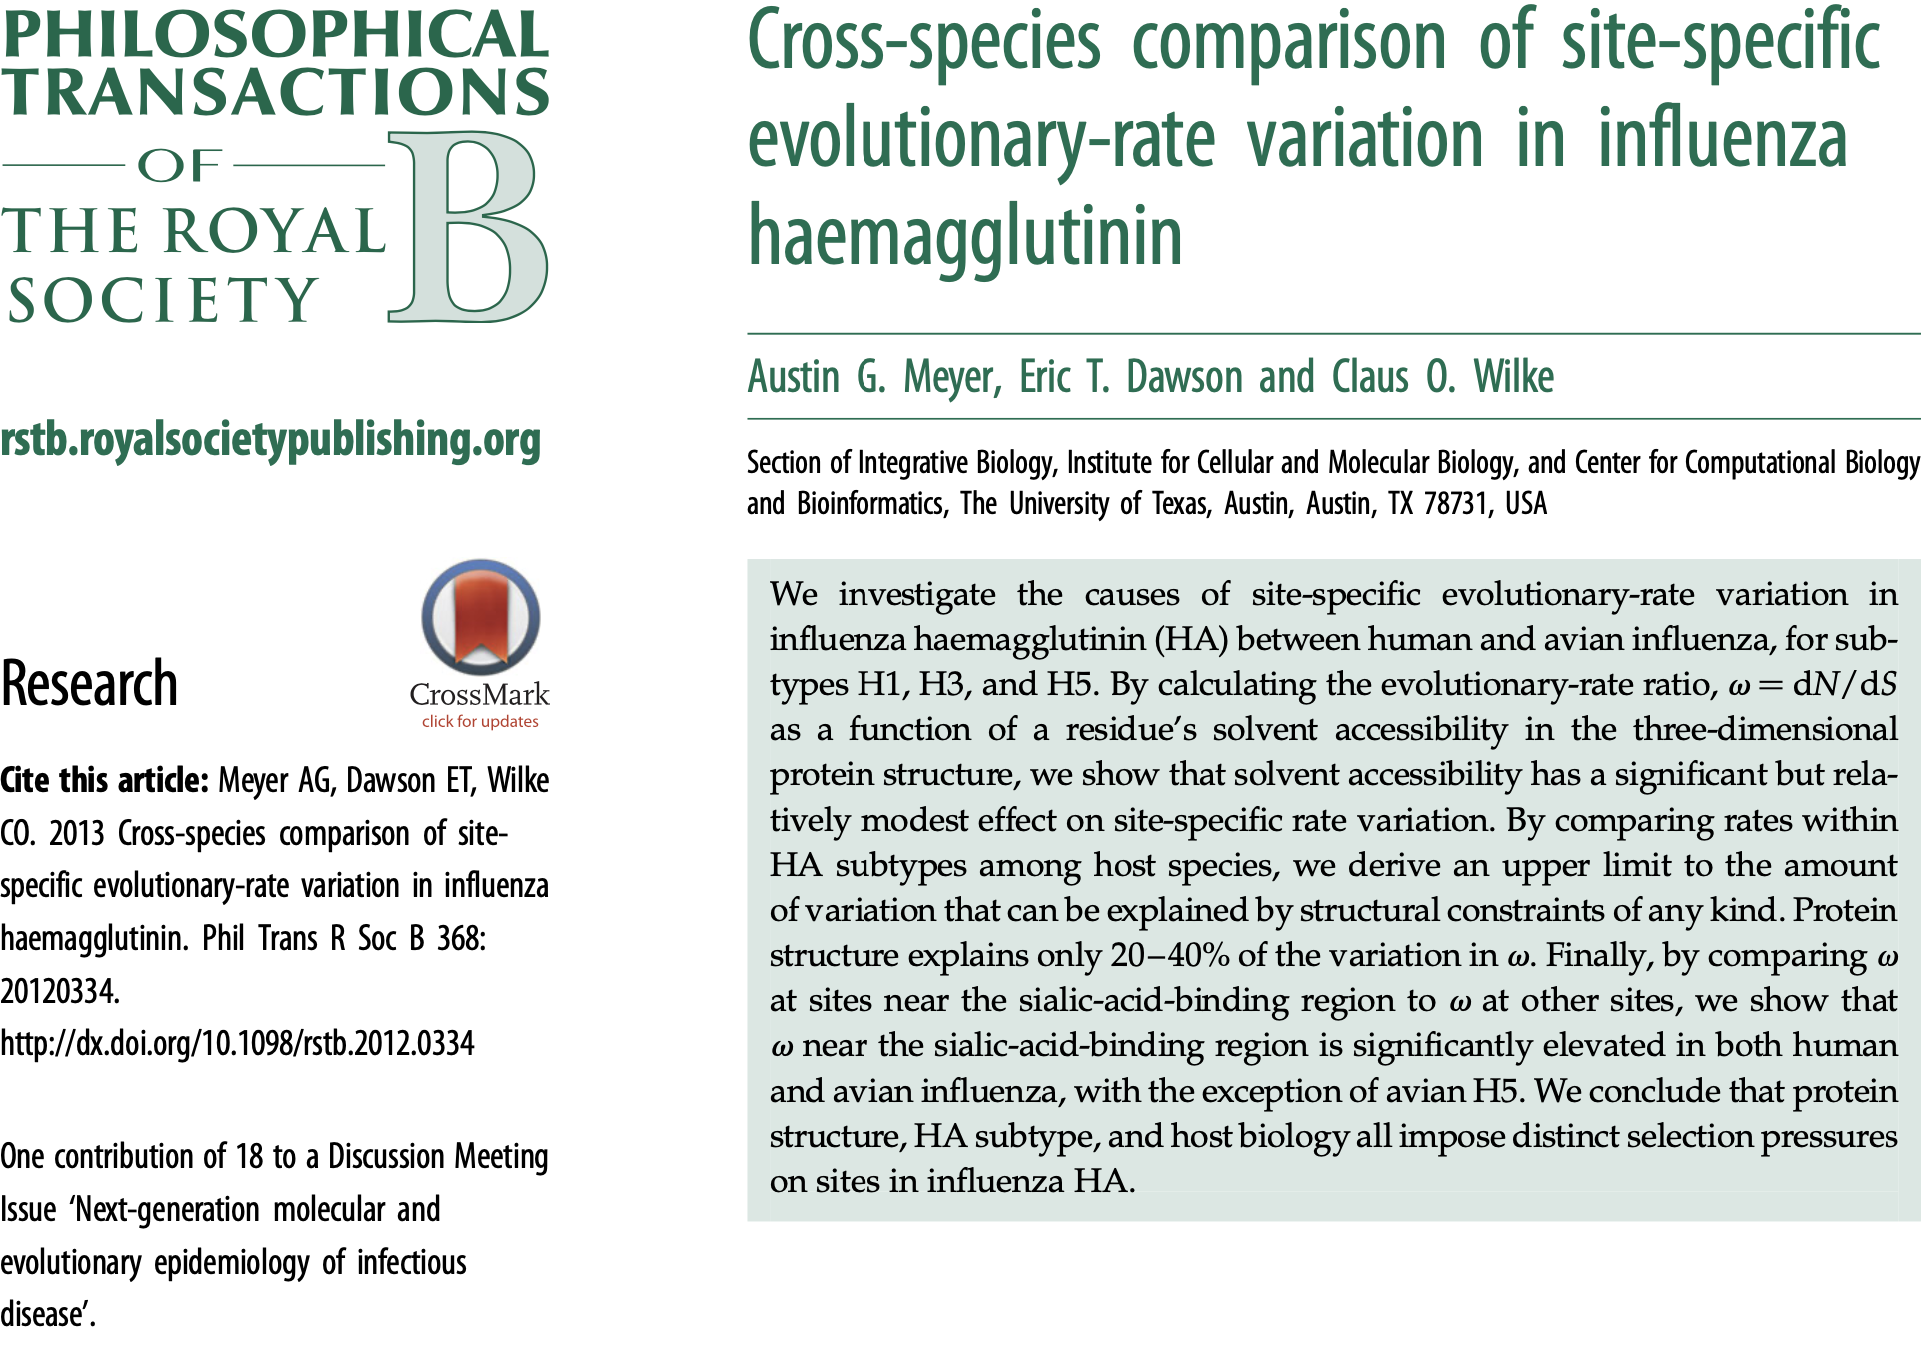 PHILOSOPHICAL
TRANSACTIONS
OF
THE ROYAL
SOCIETY
B
rstb.royalsocietypublishing.org
Research
CrossMark
click for updates
Cite this article: Meyer AG, Dawson ET, Wilke
CO. 2013 Cross-species comparison of site-
specific evolutionary-rate variation in influenza
haemagglutinin. Phil Trans R Soc B 368:
20120334.
http://dx.doi.org/10.1098/rstb.2012.0334
One contribution of 18 to a Discussion Meeting
Issue ‘Next-generation molecular and
evolutionary epidemiology of infectious
disease’.
Cross-species comparison of site-specific
evolutionary-rate variation in influenza
haemagglutinin
Austin G. Meyer, Eric T. Dawson and Claus O. Wilke
Section of Integrative Biology, Institute for Cellular and Molecular Biology, and Center for Computational Biology
and Bioinformatics, The University of Texas, Austin, Austin, TX 78731, USA
We investigate the causes of site-specific evolutionary-rate variation in
influenza haemagglutinin (HA) between human and avian influenza, for sub-
types H1, H3, and H5. By calculating the evolutionary-rate ratio, ω = dN/dS
as a function of a residue’s solvent accessibility in the three-dimensional
protein structure, we show that solvent accessibility has a significant but rela-
tively modest effect on site-specific rate variation. By comparing rates within
HA subtypes among host species, we derive an upper limit to the amount
of variation that can be explained by structural constraints of any kind. Protein
structure explains only 20–40% of the variation in ω. Finally, by comparing ω
at sites near the sialic-acid-binding region to ω at other sites, we show that
ω near the sialic-acid-binding region is significantly elevated in both human
and avian influenza, with the exception of avian H5. We conclude that protein
structure, HA subtype, and host biology all impose distinct selection pressures
on sites in influenza HA.